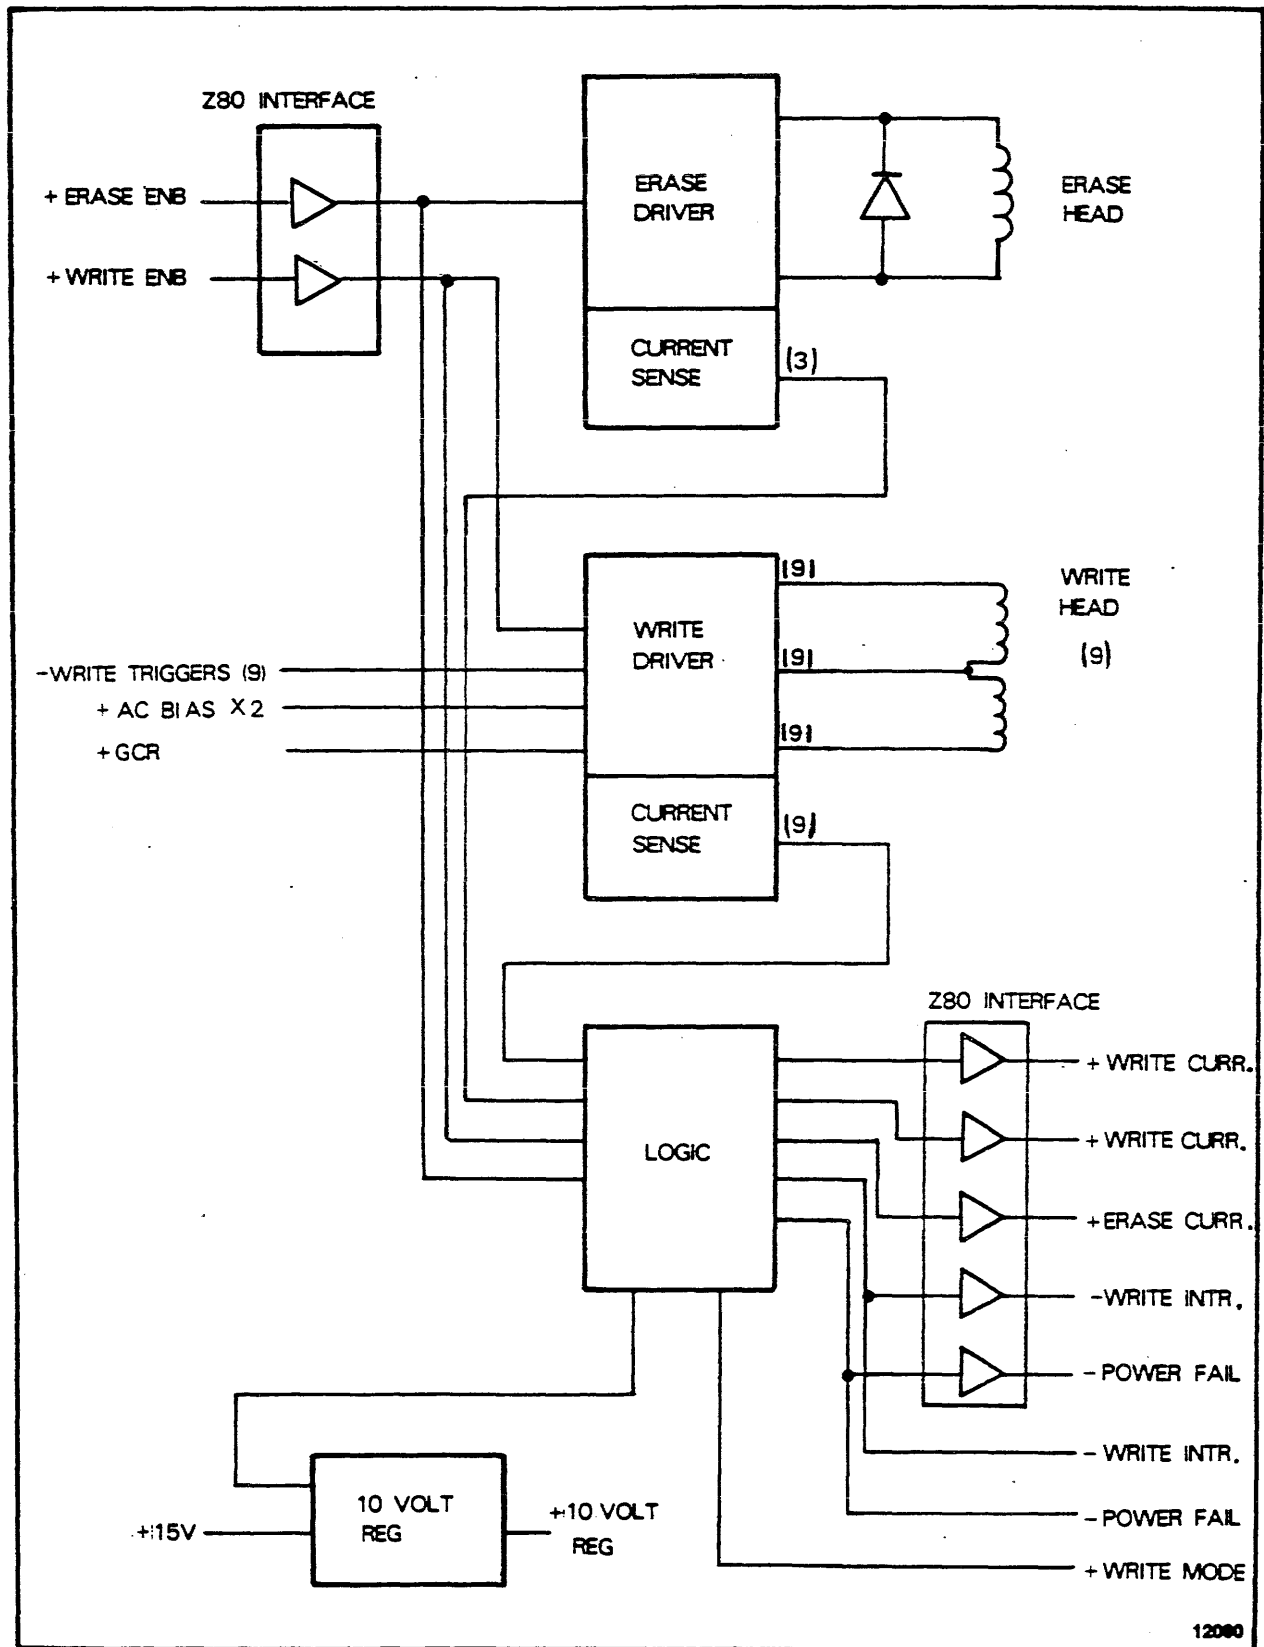 Z80 INTERFACE
+ ERASE ENB
+ WRITE ENB
ERASE
DRIVER
ERASE
HEAD
CURRENT
SENSE
(3)
(9)
WRITE
HEAD
(9)
WRITE
DRIVER
(9)
(9)
-WRITE TRIGGERS (9)
+ AC BIAS X2
+ GCR
CURRENT
SENSE
(9)
Z80 INTERFACE
LOGIC
+ WRITE CURR.
+ WRITE CURR.
+ ERASE CURR.
- WRITE INTR.
- POWER FAIL
- WRITE INTR.
- POWER FAIL
+ WRITE MODE
+15V
10 VOLT
REG
+10 VOLT
REG
12080